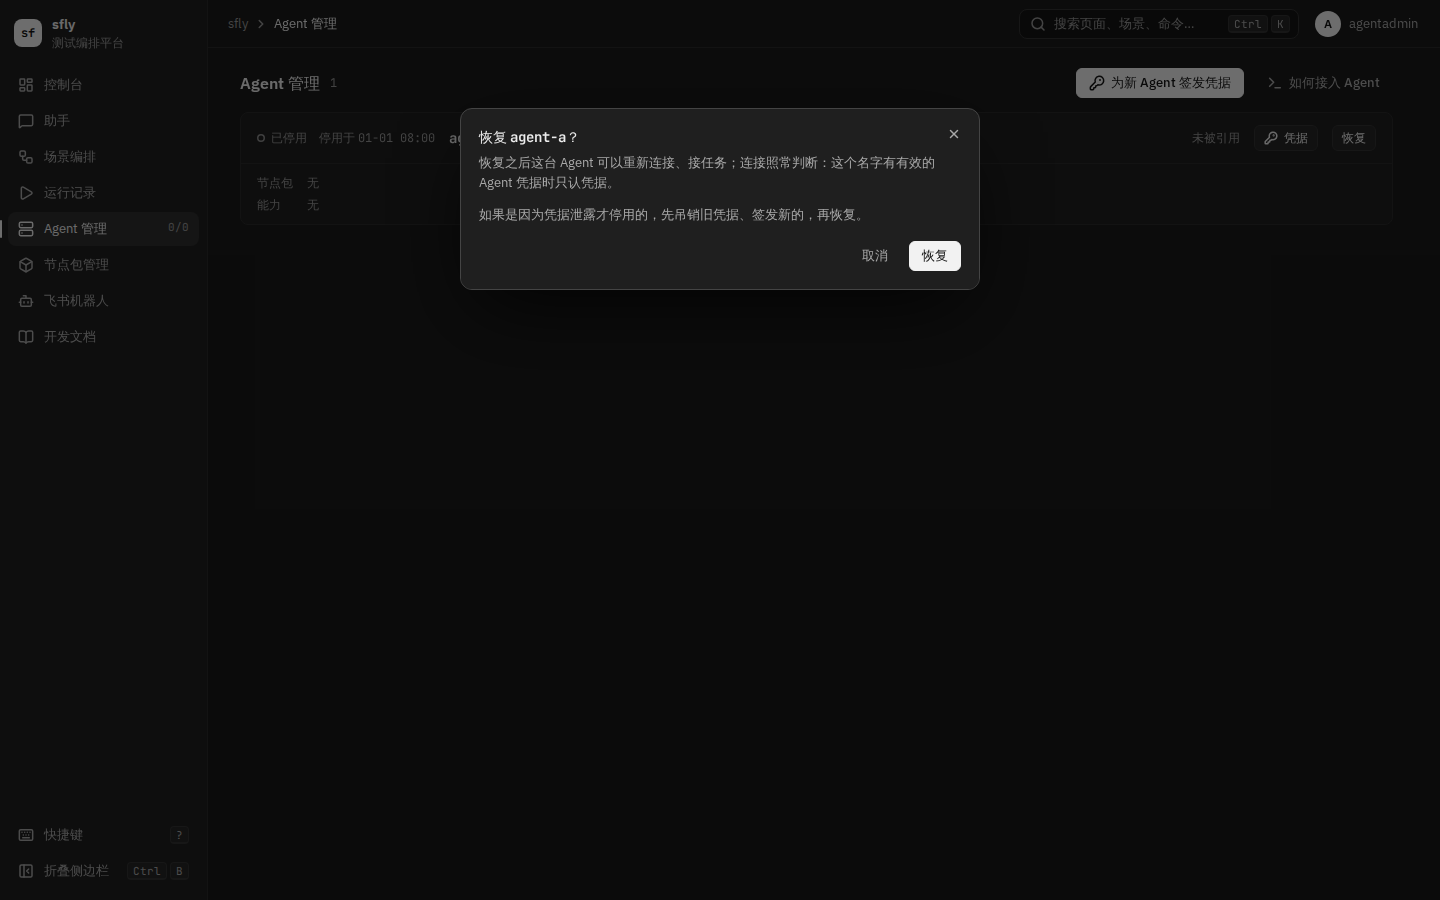 sf
sfly
测试编排平台
控制台
助手
场景编排
运行记录
Agent 管理 0/0
节点包管理
飞书机器人
开发文档
快捷键 ?
折叠侧边栏 Ctrl B
sfly > Agent 管理
搜索页面、场景、命令... Ctrl K
A agentadmin
Agent 管理 1
为新 Agent 签发凭据
如何接入 Agent
已停用 停用于 01-01 08:00
未被引用 凭据 恢复
节点包 无
能力 无
恢复 agent-a？
恢复之后这台 Agent 可以重新连接、接任务；连接照常判断：这个名字有有效的
Agent 凭据时只认凭据。
如果是因为凭据泄露才停用的，先吊销旧凭据、签发新的，再恢复。
取消 恢复